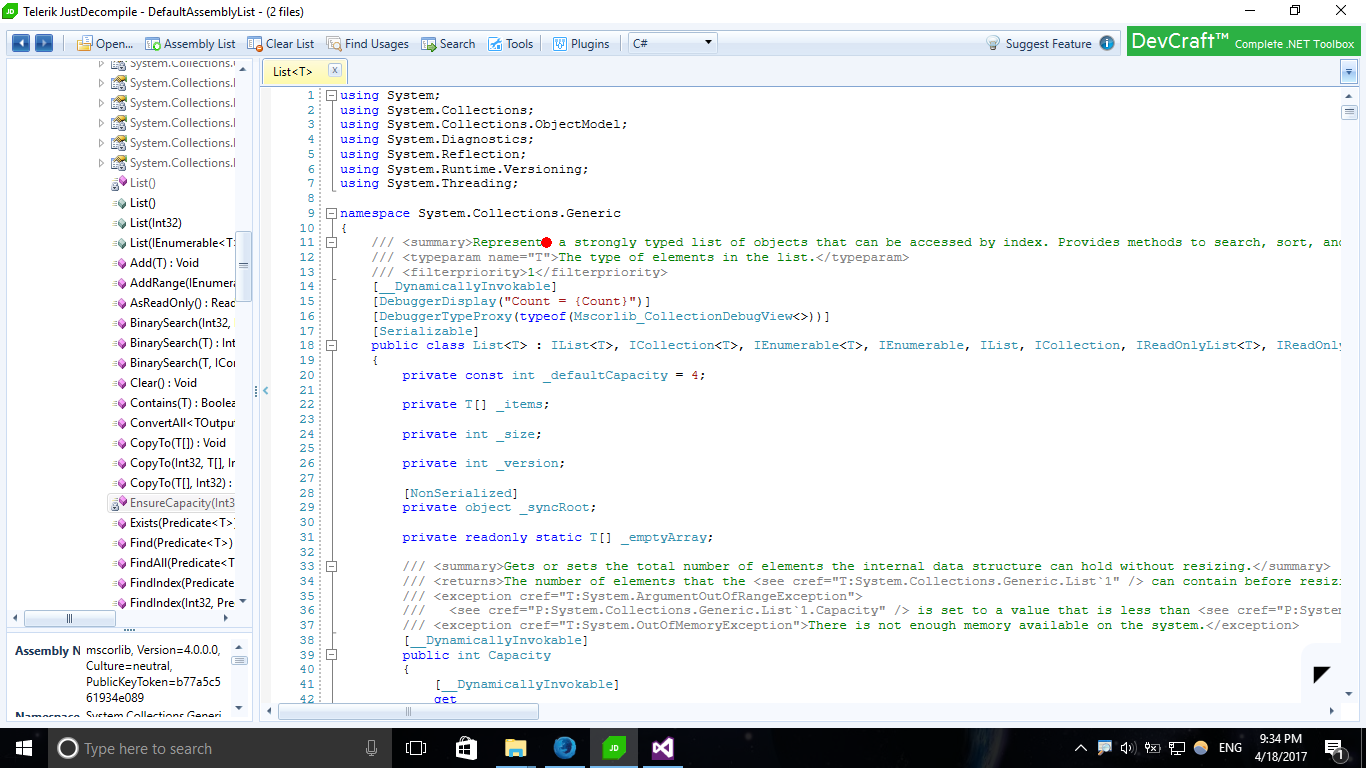 Telerik JustDecompile - DefaultAssemblyList - (2 files)
Open... Assembly List Clear List Find Usages Search Tools Plugins C# Suggest Feature DevCraft™ Complete .NET Toolbox
System.Collections.
System.Collections.
System.Collections.
System.Collections.
System.Collections.
System.Collections.
List()
List()
List(Int32)
List(IEnumerable<T>
Add(T) : Void
AddRange(IEnumera
AsReadOnly() : Read
BinarySearch(Int32,
BinarySearch(T) : Int
BinarySearch(T, ICon
Clear() : Void
Contains(T) : Boolea
ConvertAll<TOutpu
CopyTo(T[]) : Void
CopyTo(Int32, T[], Ir
CopyTo(T[], Int32) :
EnsureCapacity(Int3
Exists(Predicate<T>)
Find(Predicate<T>)
FindAll(Predicate<T
FindIndex(Predicate
FindIndex(Int32, Pre
Assembly N mscorlib, Version=4.0.0.0,
Culture=neutral,
PublicKeyToken=b77a5c5
61934e089
Namespace System.Collections.Generi
List<T>
1 using System;
2 using System.Collections;
3 using System.Collections.ObjectModel;
4 using System.Diagnostics;
5 using System.Reflection;
6 using System.Runtime.Versioning;
7 using System.Threading;
8
9 namespace System.Collections.Generic
10 {
11 /// <summary>Represent a strongly typed list of objects that can be accessed by index. Provides methods to search, sort, and
12 /// <typeparam name="T">The type of elements in the list.</typeparam>
13 /// <filterpriority>1</filterpriority>
14 [__DynamicallyInvokable]
15 [DebuggerDisplay("Count = {Count}")]
16 [DebuggerTypeProxy(typeof(Mscorlib_CollectionDebugView<>))]
17 [Serializable]
18 public class List<T> : IList<T>, ICollection<T>, IEnumerable<T>, IEnumerable, IList, ICollection, IReadOnlyList<T>, IReadOnly
19 {
20 private const int _defaultCapacity = 4;
21
22 private T[] _items;
23
24 private int _size;
25
26 private int _version;
27
28 [NonSerialized]
29 private object _syncRoot;
30
31 private readonly static T[] _emptyArray;
32
33 /// <summary>Gets or sets the total number of elements the internal data structure can hold without resizing.</summary>
34 /// <returns>The number of elements that the <see cref="T:System.Collections.Generic.List`1" /> can contain before resizi
35 /// <exception cref="T:System.ArgumentOutOfRangeException">
36 /// <see cref="P:System.Collections.Generic.List`1.Capacity" /> is set to a value that is less than <see cref="P:System
37 /// <exception cref="T:System.OutOfMemoryException">There is not enough memory available on the system.</exception>
38 [__DynamicallyInvokable]
39 public int Capacity
40 {
41 [__DynamicallyInvokable]
42 get
Type here to search
JD
ENG
9:34 PM
4/18/2017
1